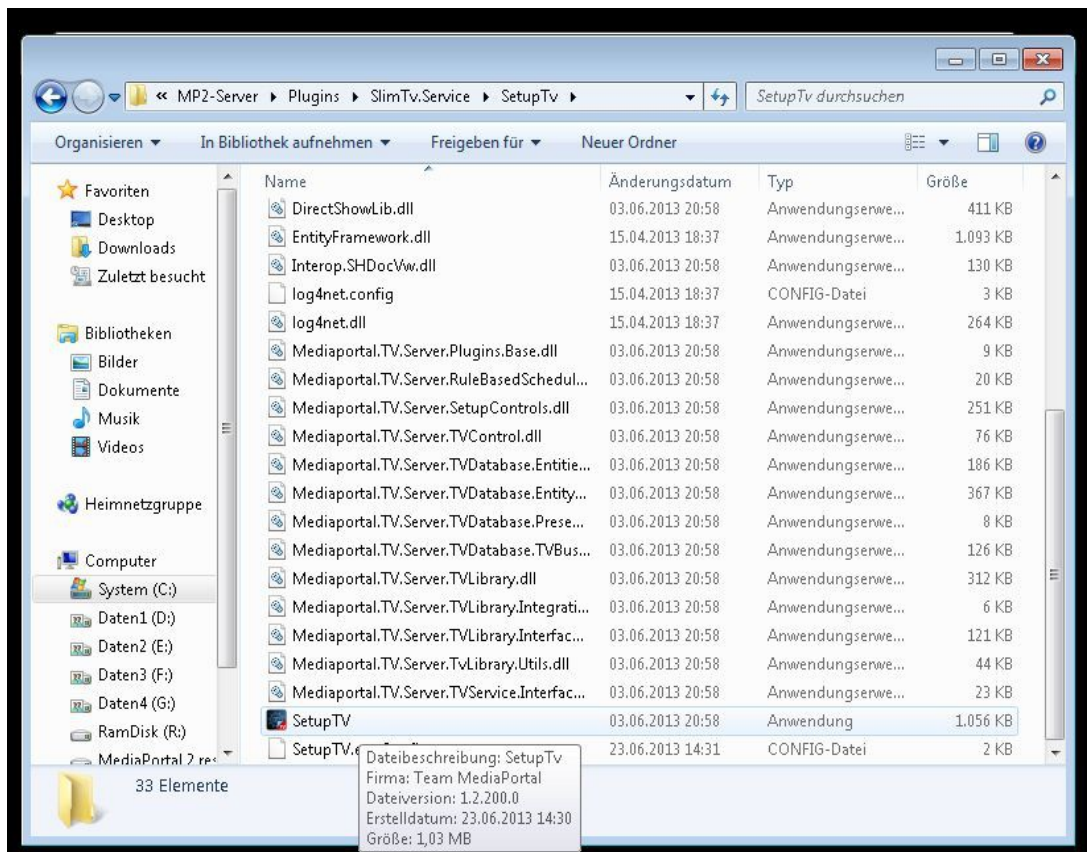 « MP2-Server ▸ Plugins ▸ SlimTv.Service ▸ SetupTv ▸
SetupTv durchsuchen
Organisieren
In Bibliothek aufnehmen
Freigeben für
Neuer Ordner
Favoriten
Desktop
Downloads
Zuletzt besucht
Bibliotheken
Bilder
Dokumente
Musik
Videos
Heimnetzgruppe
Computer
System (C:)
Daten1 (D:)
Daten2 (E:)
Daten3 (F:)
Daten4 (G:)
RamDisk (R:)
MediaPortal 2 res
Name Änderungsdatum Typ Größe
DirectShowLib.dll 03.06.2013 20:58 Anwendungserwe... 411 KB
EntityFramework.dll 15.04.2013 18:37 Anwendungserwe... 1.093 KB
Interop.SHDocVw.dll 03.06.2013 20:58 Anwendungserwe... 130 KB
log4net.config 15.04.2013 18:37 CONFIG-Datei 3 KB
log4net.dll 15.04.2013 18:37 Anwendungserwe... 264 KB
Mediaportal.TV.Server.Plugins.Base.dll 03.06.2013 20:58 Anwendungserwe... 9 KB
Mediaportal.TV.Server.RuleBasedSchedul... 03.06.2013 20:58 Anwendungserwe... 20 KB
Mediaportal.TV.Server.SetupControls.dll 03.06.2013 20:58 Anwendungserwe... 251 KB
Mediaportal.TV.Server.TVControl.dll 03.06.2013 20:58 Anwendungserwe... 76 KB
Mediaportal.TV.Server.TVDatabase.Entitie... 03.06.2013 20:58 Anwendungserwe... 186 KB
Mediaportal.TV.Server.TVDatabase.Entity... 03.06.2013 20:58 Anwendungserwe... 367 KB
Mediaportal.TV.Server.TVDatabase.Prese... 03.06.2013 20:58 Anwendungserwe... 8 KB
Mediaportal.TV.Server.TVDatabase.TVBus... 03.06.2013 20:58 Anwendungserwe... 126 KB
Mediaportal.TV.Server.TVLibrary.dll 03.06.2013 20:58 Anwendungserwe... 312 KB
Mediaportal.TV.Server.TVLibrary.Integrati... 03.06.2013 20:58 Anwendungserwe... 6 KB
Mediaportal.TV.Server.TVLibrary.Interfac... 03.06.2013 20:58 Anwendungserwe... 121 KB
Mediaportal.TV.Server.TvLibrary.Utils.dll 03.06.2013 20:58 Anwendungserwe... 44 KB
Mediaportal.TV.Server.TVService.Interfac... 03.06.2013 20:58 Anwendungserwe... 23 KB
SetupTV 03.06.2013 20:58 Anwendung 1.056 KB
23.06.2013 14:31 CONFIG-Datei 2 KB
Dateibeschreibung: SetupTv
Firma: Team MediaPortal
Dateiversion: 1.2.200.0
Erstelldatum: 23.06.2013 14:30
Größe: 1,03 MB
33 Elemente